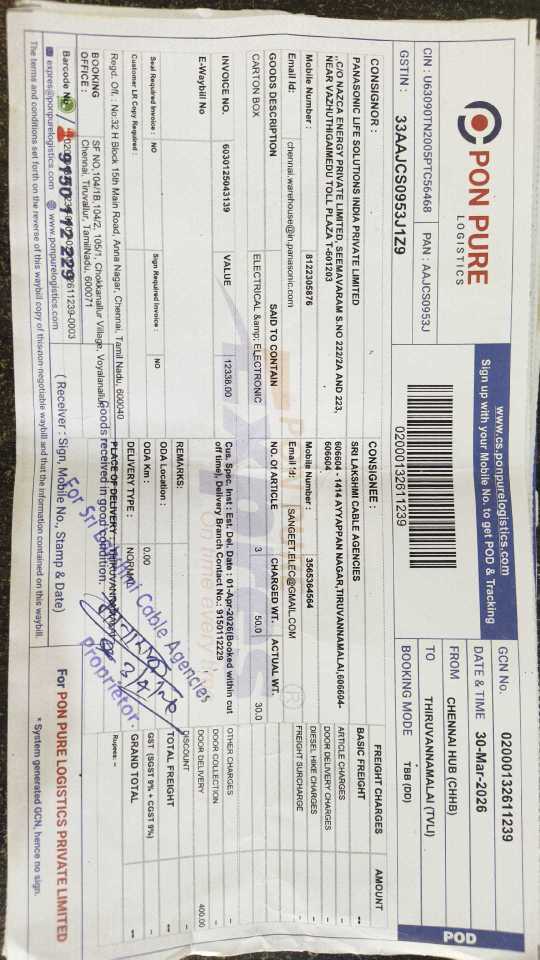 PON PURE
LOGISTICS
CIN : U63090TN2005PTC56468
PAN : AAJCS0953J
GSTIN : 33AAJCS0953J1Z9
www.cs.ponpurelogistics.com
Sign up with your Mobile No. to get POD & Tracking
02000132611239
GCN No. 02000132611239
DATE & TIME 30-Mar-2026
FROM CHENNAI HUB (CHHB)
TO THIRUVANNAMALAI (TVLI)
BOOKING MODE TBB (DD)
POD
CONSIGNOR :
PANASONIC LIFE SOLUTIONS INDIA PRIVATE LIMITED
,C/O NAZCA ENERGY PRIVATE LIMITED, SEEMAVARAM S.NO 222/2A AND 223,
NEAR VAZHUTHIGAIMEDU TOLL PLAZA T-601203
Mobile Number : 8122305876
Email Id: chennai.warehouse@in.panasonic.com
CONSIGNEE :
SRI LAKSHMI CABLE AGENCIES
606604 - 1414 AYYAPPAN NAGAR,TIRUVANNAMALAI,606604-
606604
Mobile Number : 3565364564
Email Id: SANGEET.ELEC@GMAIL.COM
GOODS DESCRIPTION SAID TO CONTAIN NO. Of ARTICLE CHARGED WT. ACTUAL WT.
CARTON BOX ELECTRICAL &amp; ELECTRONIC 3 50.0 30.0
INVOICE NO. 6030125043139 VALUE 12338.00
E-Waybill No
Cus. Spec. Inst : Est. Del. Date : 01-Apr-2026(Booked within cut
off time), Delivery Branch Contact No.: 9150112229
REMARKS:
ODA Location :
ODA Km : 0.00
DELIVERY TYPE : NORMAL
PLACE OF DELIVERY :
FREIGHT CHARGES AMOUNT
BASIC FREIGHT --
ARTICLE CHARGES --
DOOR DELIVERY CHARGES --
DIESEL HIKE CHARGES --
FREIGHT SURCHARGE --
OTHER CHARGES --
DOOR COLLECTION --
DOOR DELIVERY 400.00
DISCOUNT --
TOTAL FREIGHT --
GST (SGST 9% + CGST 9%) --
GRAND TOTAL --
Rupees: --
Seal Required Invoice : NO Sign Required Invoice : NO
Customer LR Copy Required :
Regd. Off. : No:32 H Block 15th Main Road, Anna Nagar, Chennai, Tamil Nadu, 600040
BOOKING
OFFICE : SF NO,104/1B,104/2, 105/1, Chokkanallur Village, Voyalanallur,
Chennai, Tiruvallur, TamilNadu, 600071
Goods received in good condition.
For Sri Lakshmi Cable Agencies
Proprietor.
Barcode No
9150 112 229
expres@ponpurelogistics.com www.ponpurelogistics.com
( Receiver : Sign, Mobile No., Stamp & Date)
For PON PURE LOGISTICS PRIVATE LIMITED
The terms and conditions set forth on the reverse of this waybill copy of this non-negotiable waybill and that the information contained on this waybill.
* System generated GCN, hence no sign.